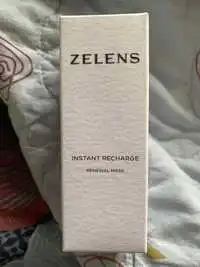 ZELENS
INSTANT RECHARGE
RENEWAL MASK